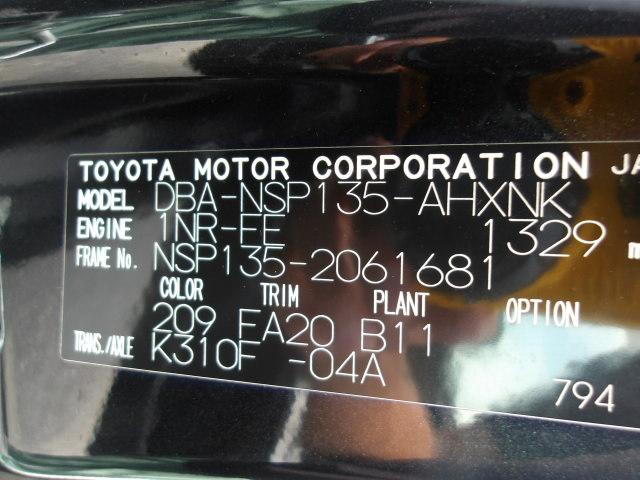 TOYOTA MOTOR CORPORATION JA
MODEL DBA-NSP135-AHXNK
ENGINE 1NR-FE 1329 m
FRAME No. NSP135-2061681
COLOR TRIM PLANT OPTION
209 FA20 B11
TRANS./AXLE K310F -04A
794